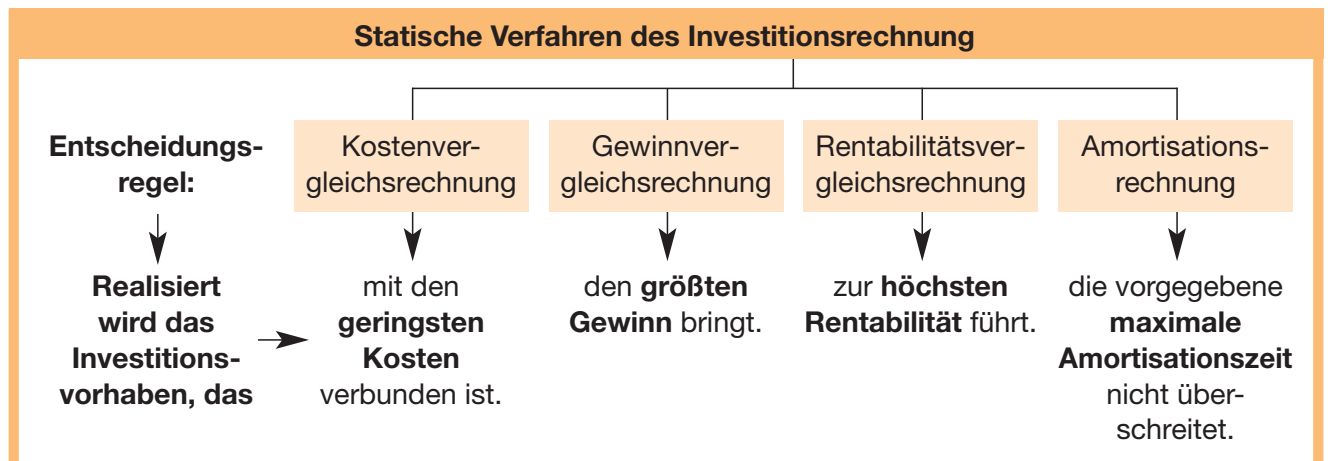 Statische Verfahren des Investitionsrechnung
Entscheidungs-
regel:
Kostenver-
gleichsrechnung
Gewinnver-
gleichsrechnung
Rentabilitätsver-
gleichsrechnung
Amortisations-
rechnung
Realisiert
wird das
Investitions-
vorhaben, das
mit den
geringsten
Kosten
verbunden ist.
den größten
Gewinn bringt.
zur höchsten
Rentabilität führt.
die vorgegebene
maximale
Amortisationszeit
nicht über-
schreitet.